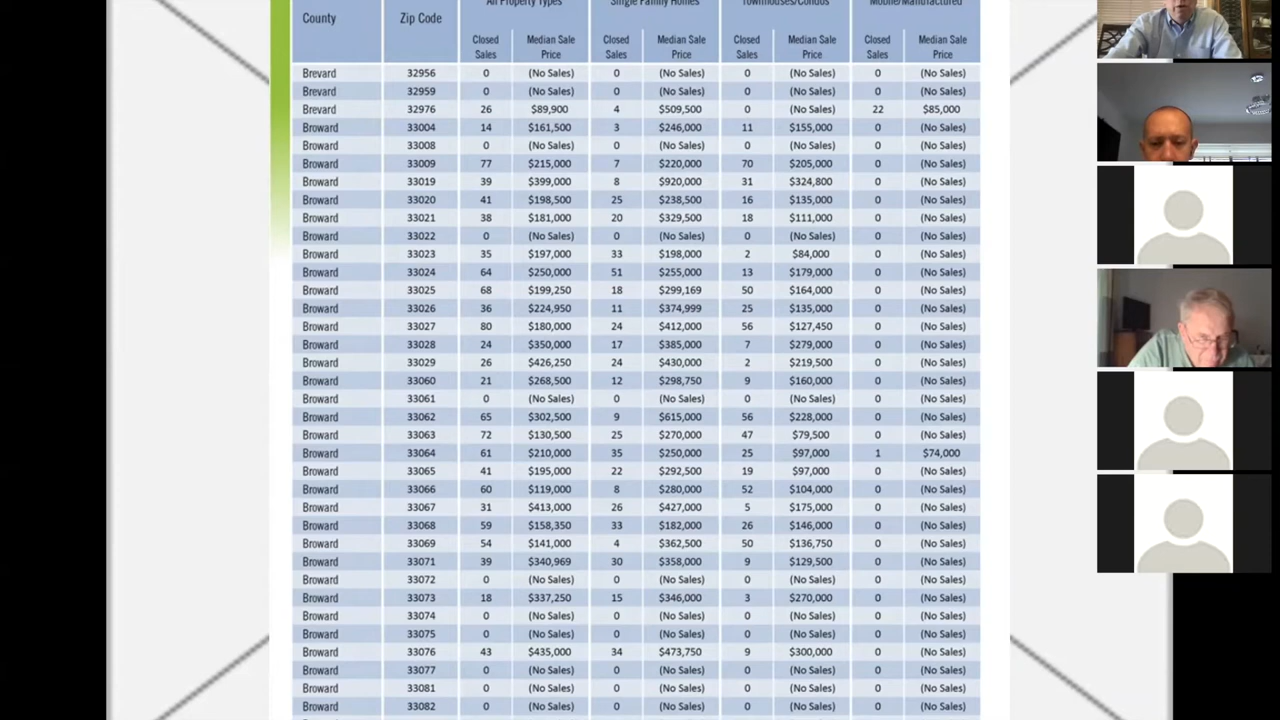 All Property Types Single Family Homes Townhouses/Condos Mobile/Manufactured
County Zip Code
Closed Sales Median Sale Price Closed Sales Median Sale Price Closed Sales Median Sale Price Closed Sales Median Sale Price
Brevard 32956 0 (No Sales) 0 (No Sales) 0 (No Sales) 0 (No Sales)
Brevard 32959 0 (No Sales) 0 (No Sales) 0 (No Sales) 0 (No Sales)
Brevard 32976 26 $89,900 4 $509,500 0 (No Sales) 22 $85,000
Broward 33004 14 $161,500 3 $246,000 11 $155,000 0 (No Sales)
Broward 33008 0 (No Sales) 0 (No Sales) 0 (No Sales) 0 (No Sales)
Broward 33009 77 $215,000 7 $220,000 70 $205,000 0 (No Sales)
Broward 33019 39 $399,000 8 $920,000 31 $324,800 0 (No Sales)
Broward 33020 41 $198,500 25 $238,500 16 $135,000 0 (No Sales)
Broward 33021 38 $181,000 20 $329,500 18 $111,000 0 (No Sales)
Broward 33022 0 (No Sales) 0 (No Sales) 0 (No Sales) 0 (No Sales)
Broward 33023 35 $197,000 33 $198,000 2 $84,000 0 (No Sales)
Broward 33024 64 $250,000 51 $255,000 13 $179,000 0 (No Sales)
Broward 33025 68 $199,250 18 $299,169 50 $164,000 0 (No Sales)
Broward 33026 36 $224,950 11 $374,999 25 $135,000 0 (No Sales)
Broward 33027 80 $180,000 24 $412,000 56 $127,450 0 (No Sales)
Broward 33028 24 $350,000 17 $385,000 7 $279,000 0 (No Sales)
Broward 33029 26 $426,250 24 $430,000 2 $219,500 0 (No Sales)
Broward 33060 21 $268,500 12 $298,750 9 $160,000 0 (No Sales)
Broward 33061 0 (No Sales) 0 (No Sales) 0 (No Sales) 0 (No Sales)
Broward 33062 65 $302,500 9 $615,000 56 $228,000 0 (No Sales)
Broward 33063 72 $130,500 25 $270,000 47 $79,500 0 (No Sales)
Broward 33064 61 $210,000 35 $250,000 25 $97,000 1 $74,000
Broward 33065 41 $195,000 22 $292,500 19 $97,000 0 (No Sales)
Broward 33066 60 $119,000 8 $280,000 52 $104,000 0 (No Sales)
Broward 33067 31 $413,000 26 $427,000 5 $175,000 0 (No Sales)
Broward 33068 59 $158,350 33 $182,000 26 $146,000 0 (No Sales)
Broward 33069 54 $141,000 4 $362,500 50 $136,750 0 (No Sales)
Broward 33071 39 $340,969 30 $358,000 9 $129,500 0 (No Sales)
Broward 33072 0 (No Sales) 0 (No Sales) 0 (No Sales) 0 (No Sales)
Broward 33073 18 $337,250 15 $346,000 3 $270,000 0 (No Sales)
Broward 33074 0 (No Sales) 0 (No Sales) 0 (No Sales) 0 (No Sales)
Broward 33075 0 (No Sales) 0 (No Sales) 0 (No Sales) 0 (No Sales)
Broward 33076 43 $435,000 34 $473,750 9 $300,000 0 (No Sales)
Broward 33077 0 (No Sales) 0 (No Sales) 0 (No Sales) 0 (No Sales)
Broward 33081 0 (No Sales) 0 (No Sales) 0 (No Sales) 0 (No Sales)
Broward 33082 0 (No Sales) 0 (No Sales) 0 (No Sales) 0 (No Sales)